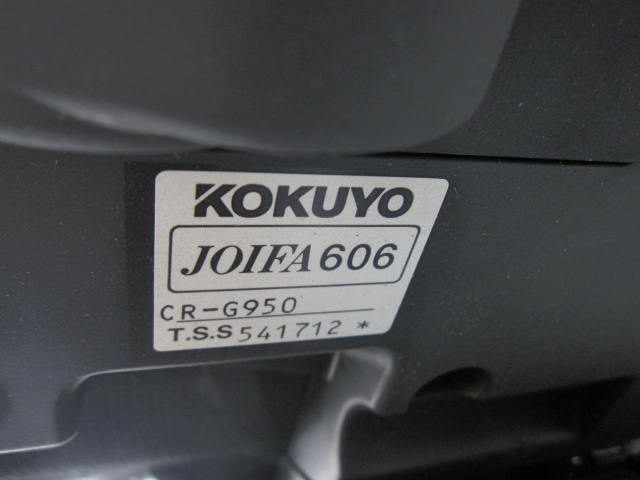 KOKUYO
JOIFA 606
CR-G950
T.S.S 541712 *